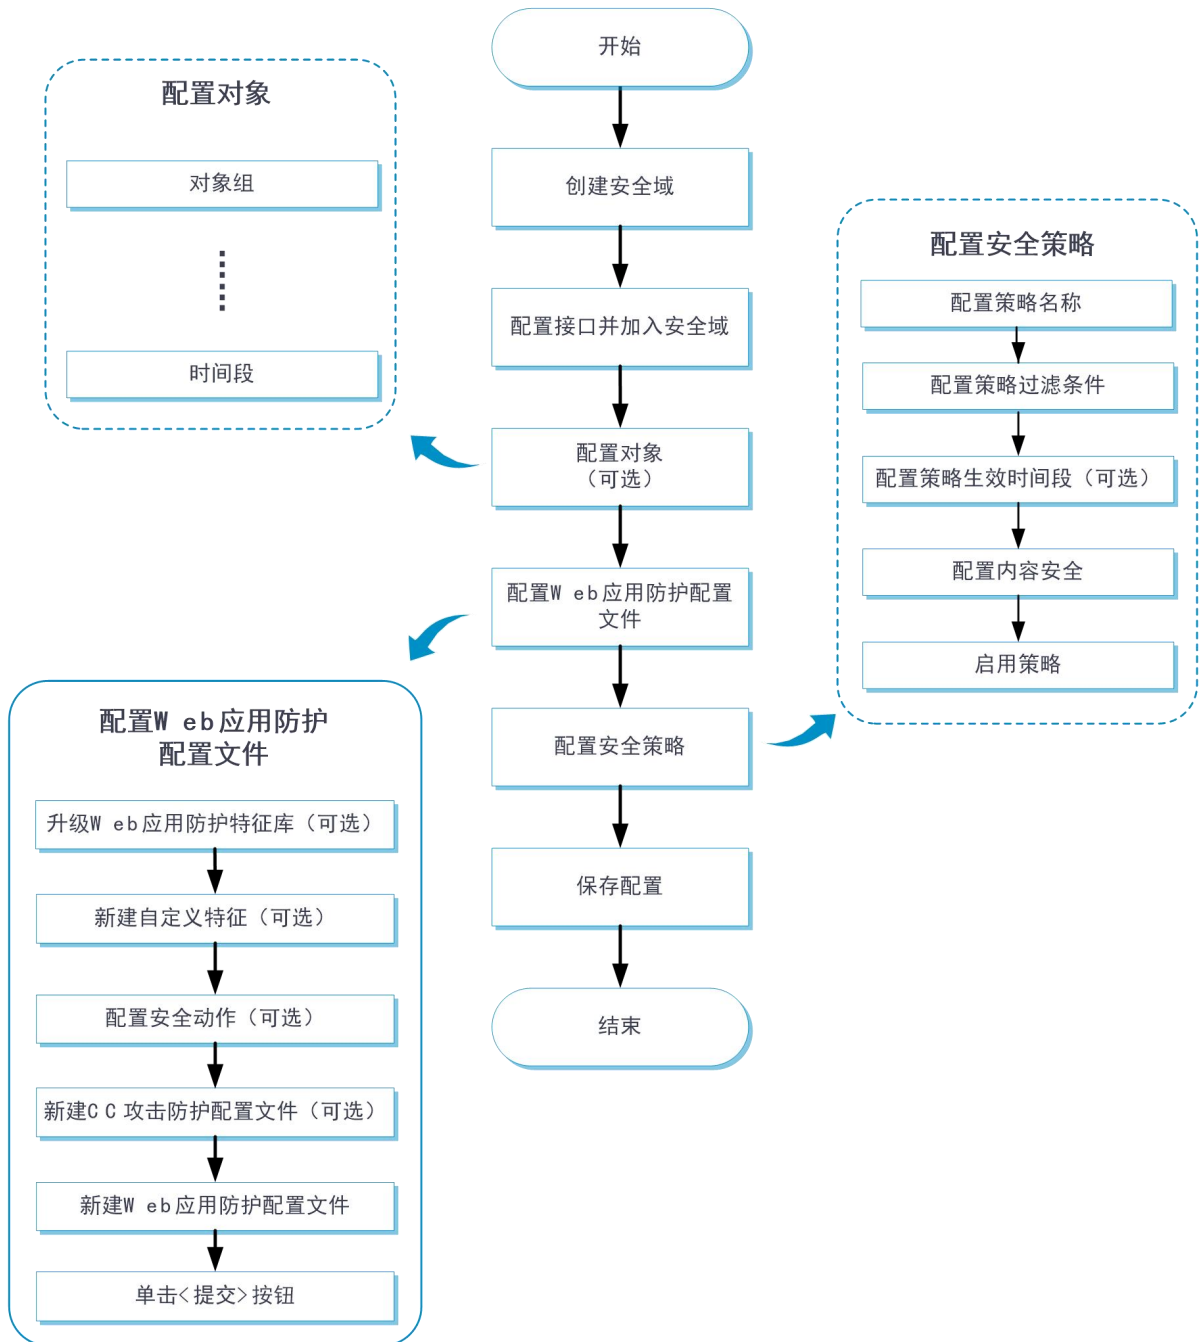 开始
创建安全域
配置接口并加入安全域
配置对象
（可选）
配置Web应用防护配置
文件
配置安全策略
保存配置
结束
配置对象
对象组
时间段
配置Web应用防护
配置文件
升级Web应用防护特征库（可选）
新建自定义特征（可选）
配置安全动作（可选）
新建CC攻击防护配置文件（可选）
新建Web应用防护配置文件
单击<提交>按钮
配置安全策略
配置策略名称
配置策略过滤条件
配置策略生效时间段（可选）
配置内容安全
启用策略